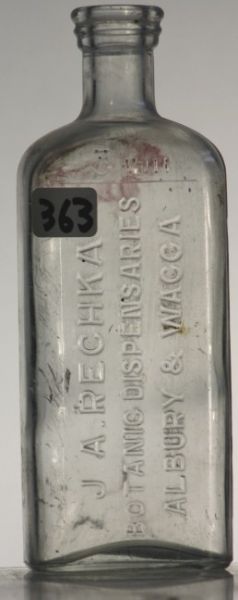 363
J A. RECHKA
BOTANIC DISPENSARIES
ALBURY & WAGGA